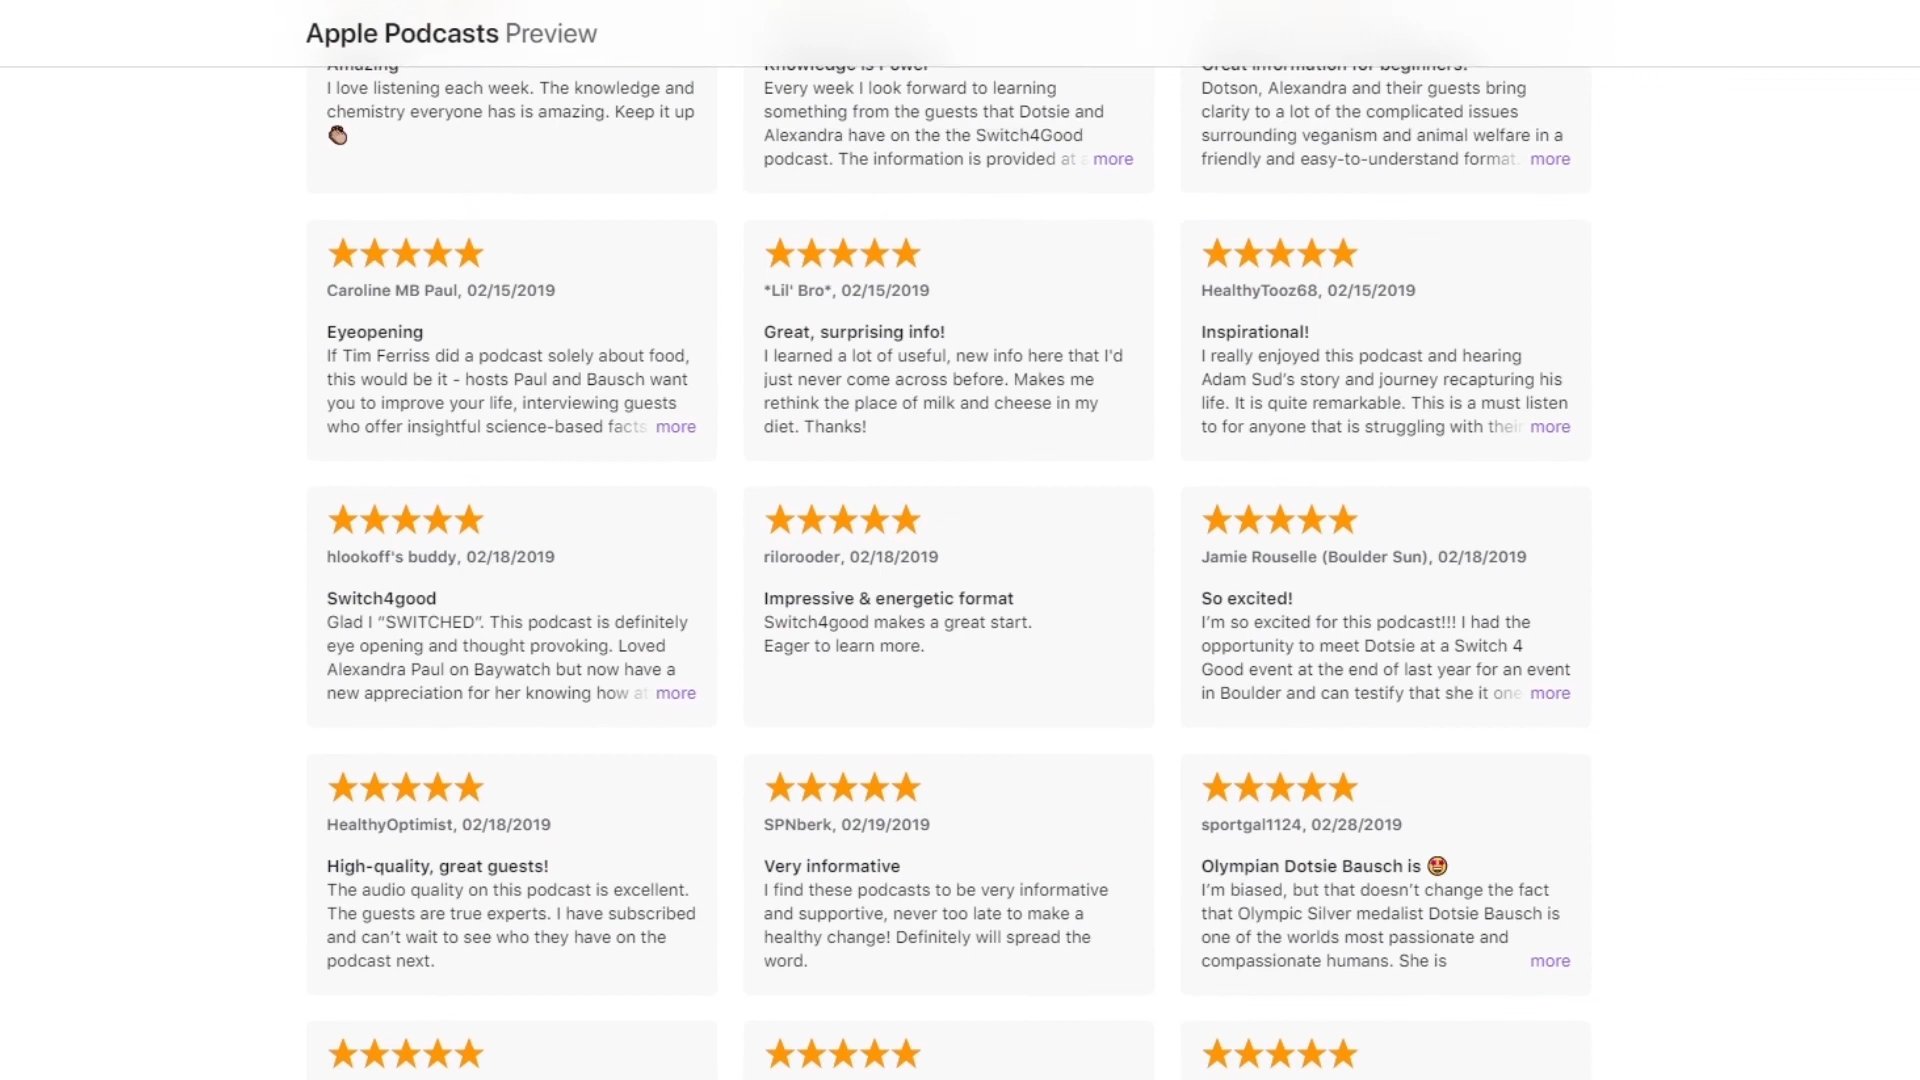 Apple Podcasts Preview
Amazing
I love listening each week. The knowledge and
chemistry everyone has is amazing. Keep it up
Knowledge is Power
Every week I look forward to learning
something from the guests that Dotsie and
Alexandra have on the the Switch4Good
podcast. The information is provided at a more
Great information for beginners!
Dotson, Alexandra and their guests bring
clarity to a lot of the complicated issues
surrounding veganism and animal welfare in a
friendly and easy-to-understand format. more
Caroline MB Paul, 02/15/2019
Eyeopening
If Tim Ferriss did a podcast solely about food,
this would be it - hosts Paul and Bausch want
you to improve your life, interviewing guests
who offer insightful science-based facts more
*Lil' Bro*, 02/15/2019
Great, surprising info!
I learned a lot of useful, new info here that I'd
just never come across before. Makes me
rethink the place of milk and cheese in my
diet. Thanks!
HealthyTooz68, 02/15/2019
Inspirational!
I really enjoyed this podcast and hearing
Adam Sud’s story and journey recapturing his
life. It is quite remarkable. This is a must listen
to for anyone that is struggling with their more
hlookoff's buddy, 02/18/2019
Switch4good
Glad I “SWITCHED”. This podcast is definitely
eye opening and thought provoking. Loved
Alexandra Paul on Baywatch but now have a
new appreciation for her knowing how at more
rilorooder, 02/18/2019
Impressive & energetic format
Switch4good makes a great start.
Eager to learn more.
Jamie Rouselle (Boulder Sun), 02/18/2019
So excited!
I’m so excited for this podcast!!! I had the
opportunity to meet Dotsie at a Switch 4
Good event at the end of last year for an event
in Boulder and can testify that she it one more
HealthyOptimist, 02/18/2019
High-quality, great guests!
The audio quality on this podcast is excellent.
The guests are true experts. I have subscribed
and can’t wait to see who they have on the
podcast next.
SPNberk, 02/19/2019
Very informative
I find these podcasts to be very informative
and supportive, never too late to make a
healthy change! Definitely will spread the
word.
sportgal1124, 02/28/2019
Olympian Dotsie Bausch is 🤩
I’m biased, but that doesn’t change the fact
that Olympic Silver medalist Dotsie Bausch is
one of the worlds most passionate and
compassionate humans. She is more